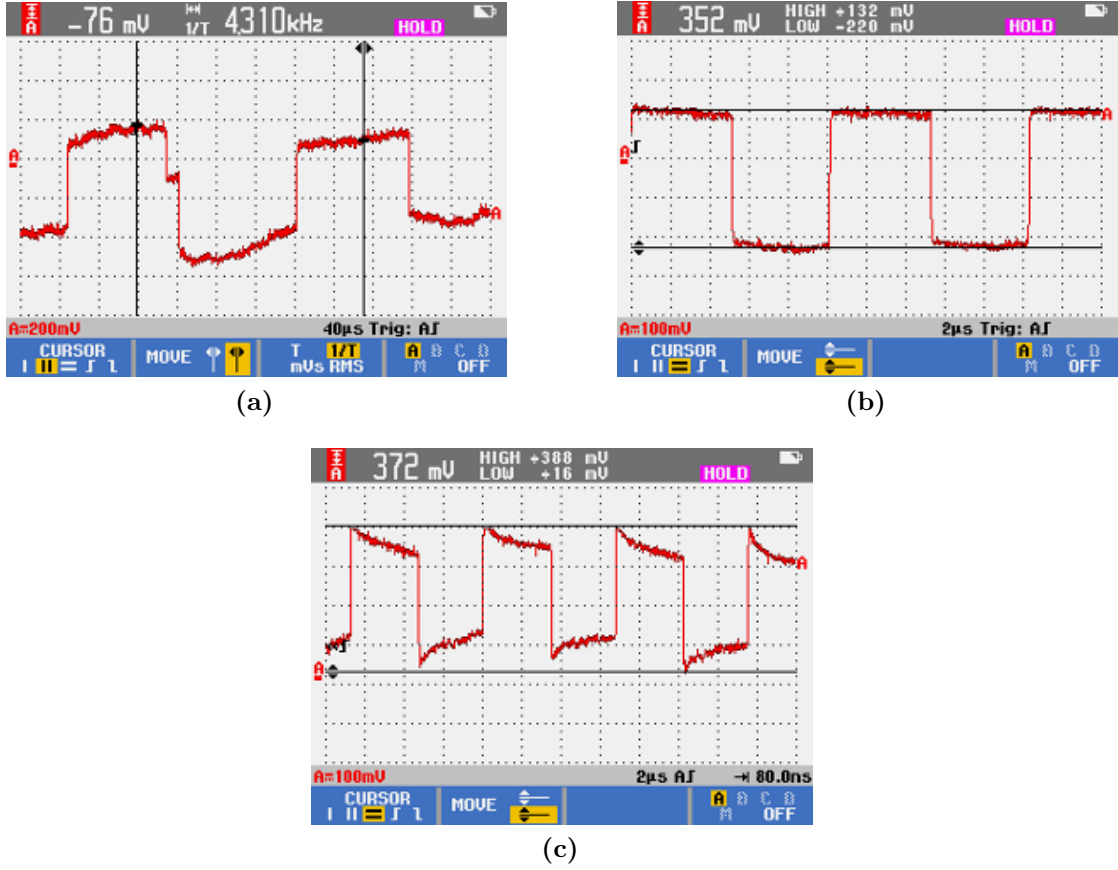 A -76 mV 1/T 4.310kHz HOLD
A
A
A=200mV 40µs Trig: A
CURSOR MOVE T 1/T A B C D
mVs RMS M OFF
(a)
A 352 mV HIGH +132 mV
LOW -220 mV HOLD
A
A
A=100mV 2µs Trig: A
CURSOR MOVE A B C D
M OFF
(b)
A 372 mV HIGH +388 mV
LOW +16 mV HOLD
A
A
A=100mV 2µs A 80.0ns
CURSOR MOVE A B C D
M OFF
(c)